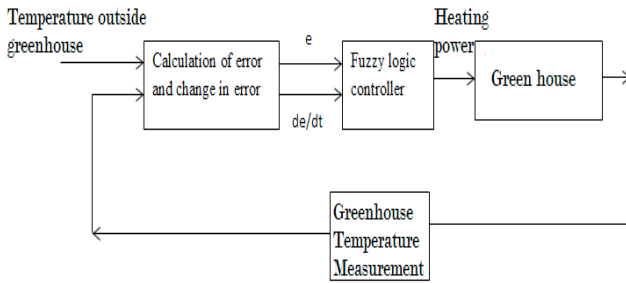 Temperature outside
greenhouse
Calculation of error
and change in error
e
de/dt
Fuzzy logic
controller
Heating
power
Green house
Greenhouse
Temperature
Measurement